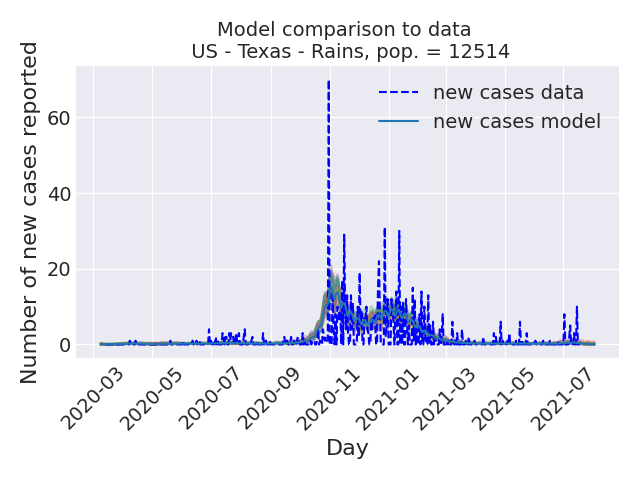 Model comparison to data
US - Texas - Rains, pop. = 12514
Number of new cases reported
60
40
20
0
new cases data
new cases model
2020-03
2020-05
2020-07
2020-09
2020-11
2021-01
2021-03
2021-05
2021-07
Day